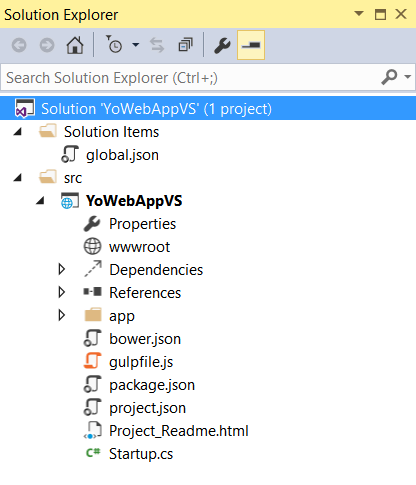 Solution Explorer
Search Solution Explorer (Ctrl+;)
Solution 'YoWebAppVS' (1 project)
Solution Items
global.json
src
YoWebAppVS
Properties
wwwroot
Dependencies
References
app
bower.json
gulpfile.js
package.json
project.json
Project_Readme.html
C# Startup.cs